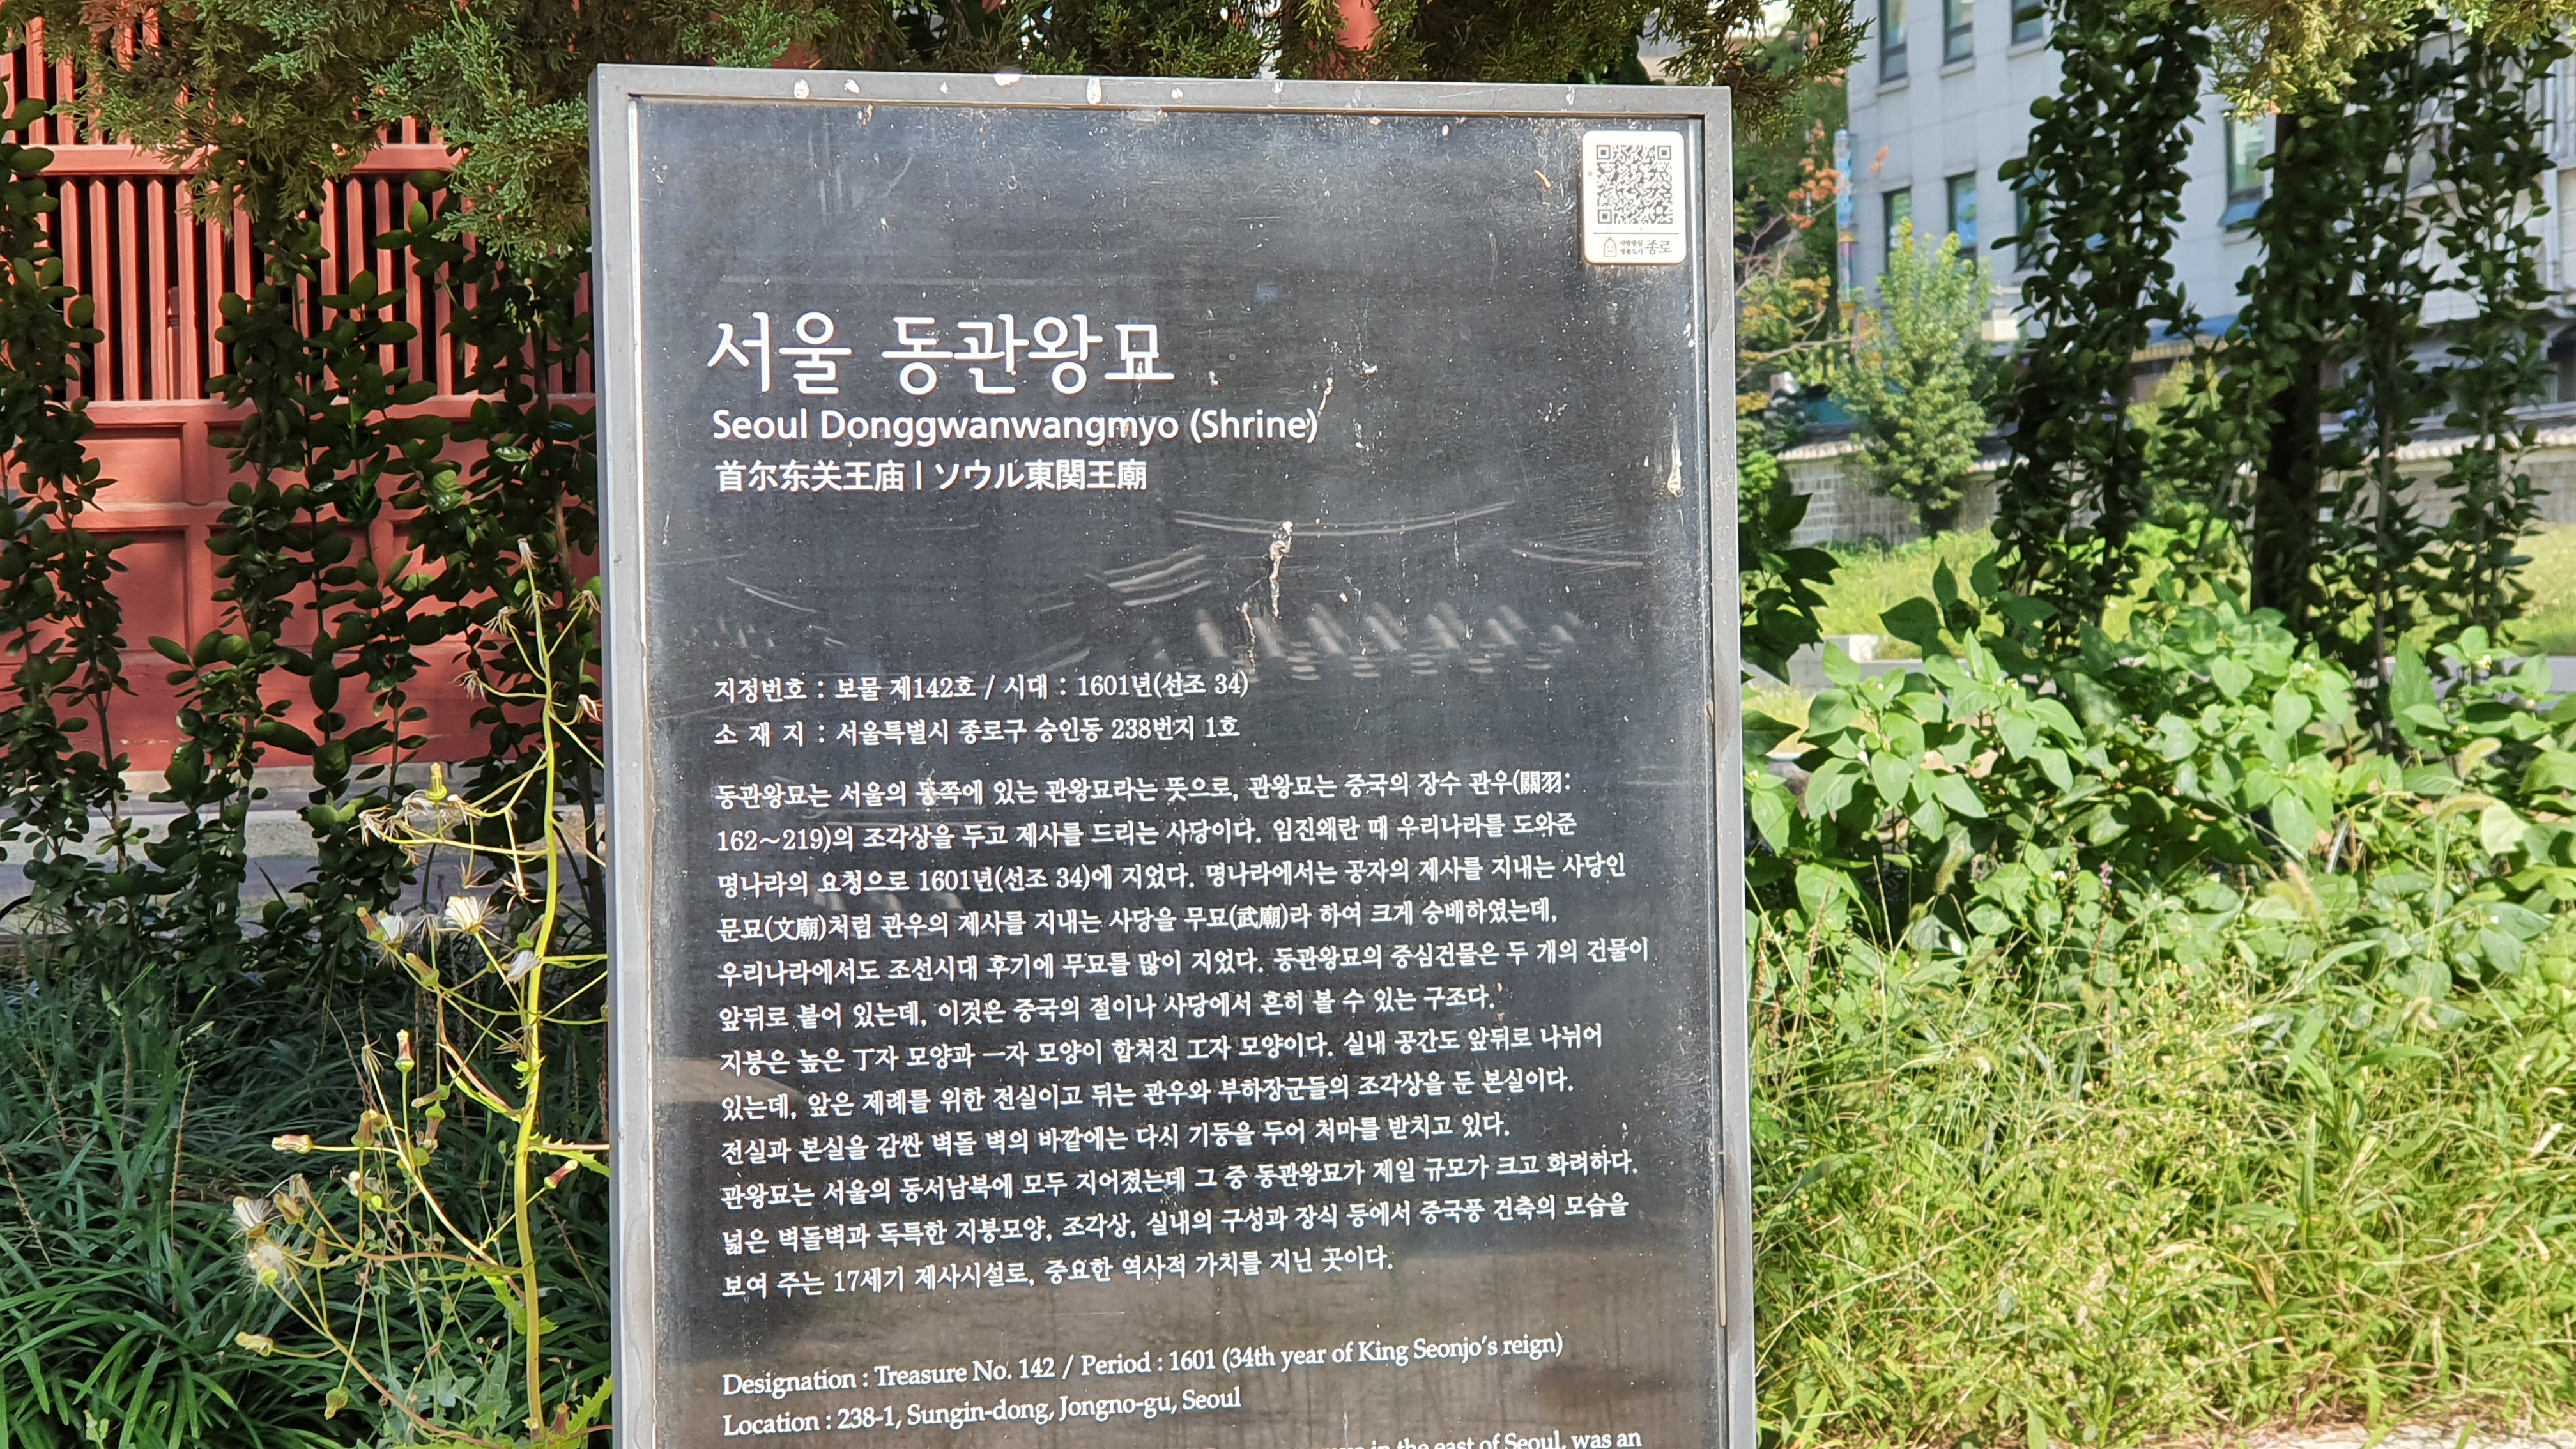 사람중심
명품도시 종로
서울 동관왕묘
Seoul Donggwanwangmyo (Shrine)
首尔东关王庙 | ソウル東関王廟
지정번호 : 보물 제142호 / 시대 : 1601년(선조 34)
소 재 지 : 서울특별시 종로구 숭인동 238번지 1호
동관왕묘는 서울의 동쪽에 있는 관왕묘라는 뜻으로, 관왕묘는 중국의 장수 관우(關羽:
162~219)의 조각상을 두고 제사를 드리는 사당이다. 임진왜란 때 우리나라를 도와준
명나라의 요청으로 1601년(선조 34)에 지었다. 명나라에서는 공자의 제사를 지내는 사당인
문묘(文廟)처럼 관우의 제사를 지내는 사당을 무묘(武廟)라 하여 크게 숭배하였는데,
우리나라에서도 조선시대 후기에 무묘를 많이 지었다. 동관왕묘의 중심건물은 두 개의 건물이
앞뒤로 붙어 있는데, 이것은 중국의 절이나 사당에서 흔히 볼 수 있는 구조다.
지붕은 높은 丁자 모양과 一자 모양이 합쳐진 工자 모양이다. 실내 공간도 앞뒤로 나뉘어
있는데, 앞은 제례를 위한 전실이고 뒤는 관우와 부하장군들의 조각상을 둔 본실이다.
전실과 본실을 감싼 벽돌 벽의 바깥에는 다시 기둥을 두어 처마를 받치고 있다.
관왕묘는 서울의 동서남북에 모두 지어졌는데 그 중 동관왕묘가 제일 규모가 크고 화려하다.
넓은 벽돌벽과 독특한 지붕모양, 조각상, 실내의 구성과 장식 등에서 중국풍 건축의 모습을
보여 주는 17세기 제사시설로, 중요한 역사적 가치를 지닌 곳이다.
Designation : Treasure No. 142 / Period : 1601 (34th year of King Seonjo's reign)
Location : 238-1, Sungin-dong, Jongno-gu, Seoul
in the east of Seoul, was an